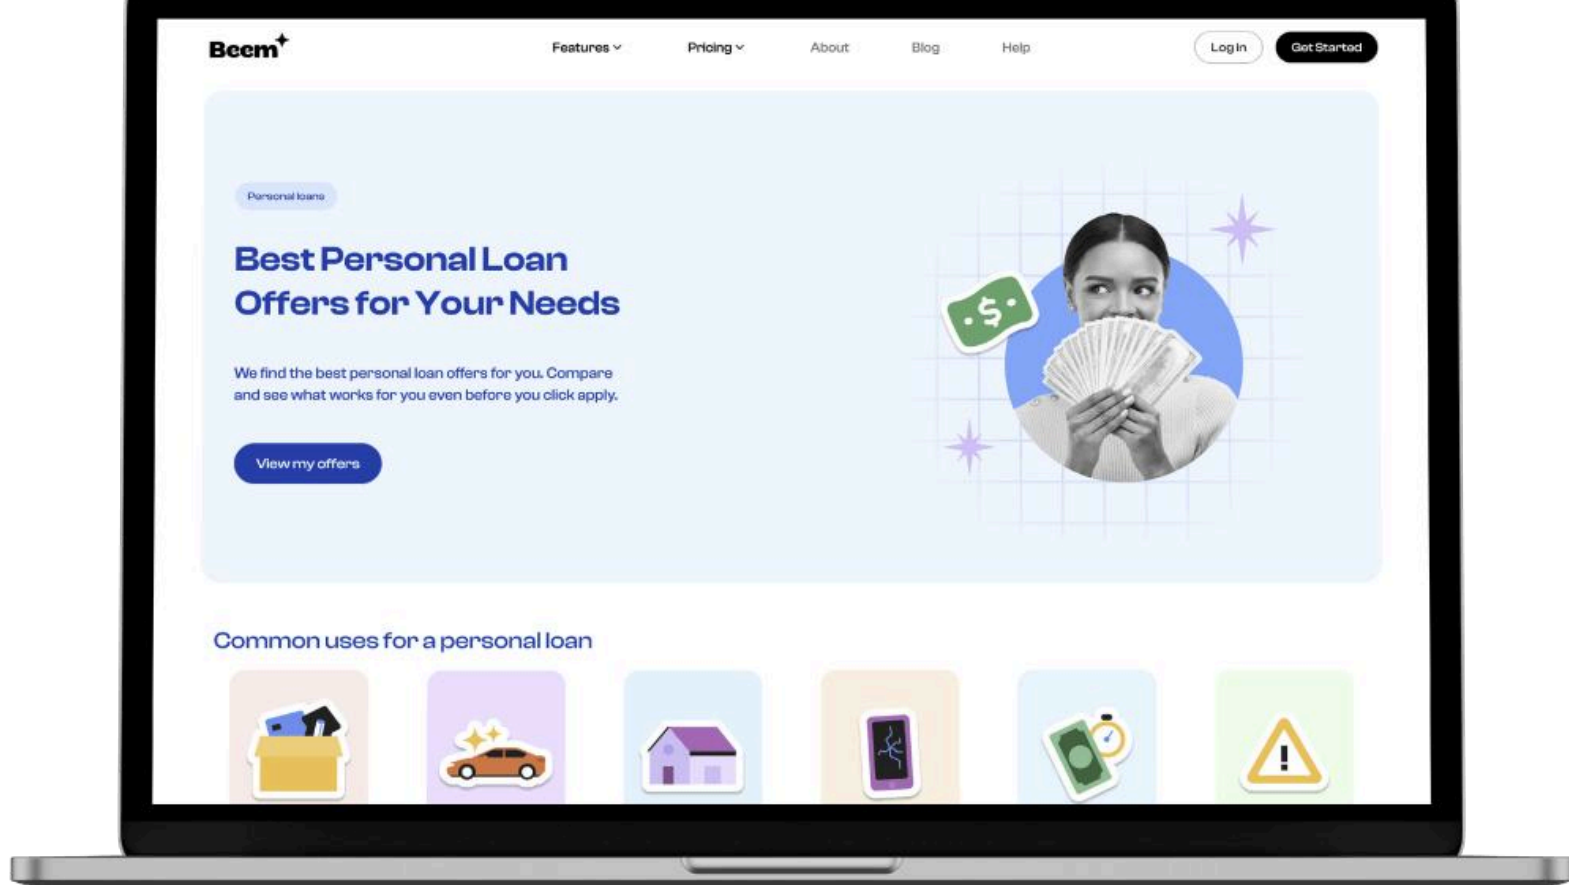 Beem
Features
Pricing
About
Blog
Help
Log In
Get Started
Personal loans
Best Personal Loan
Offers for Your Needs
We find the best personal loan offers for you. Compare
and see what works for you even before you click apply.
View my offers
$
Common uses for a personal loan
!